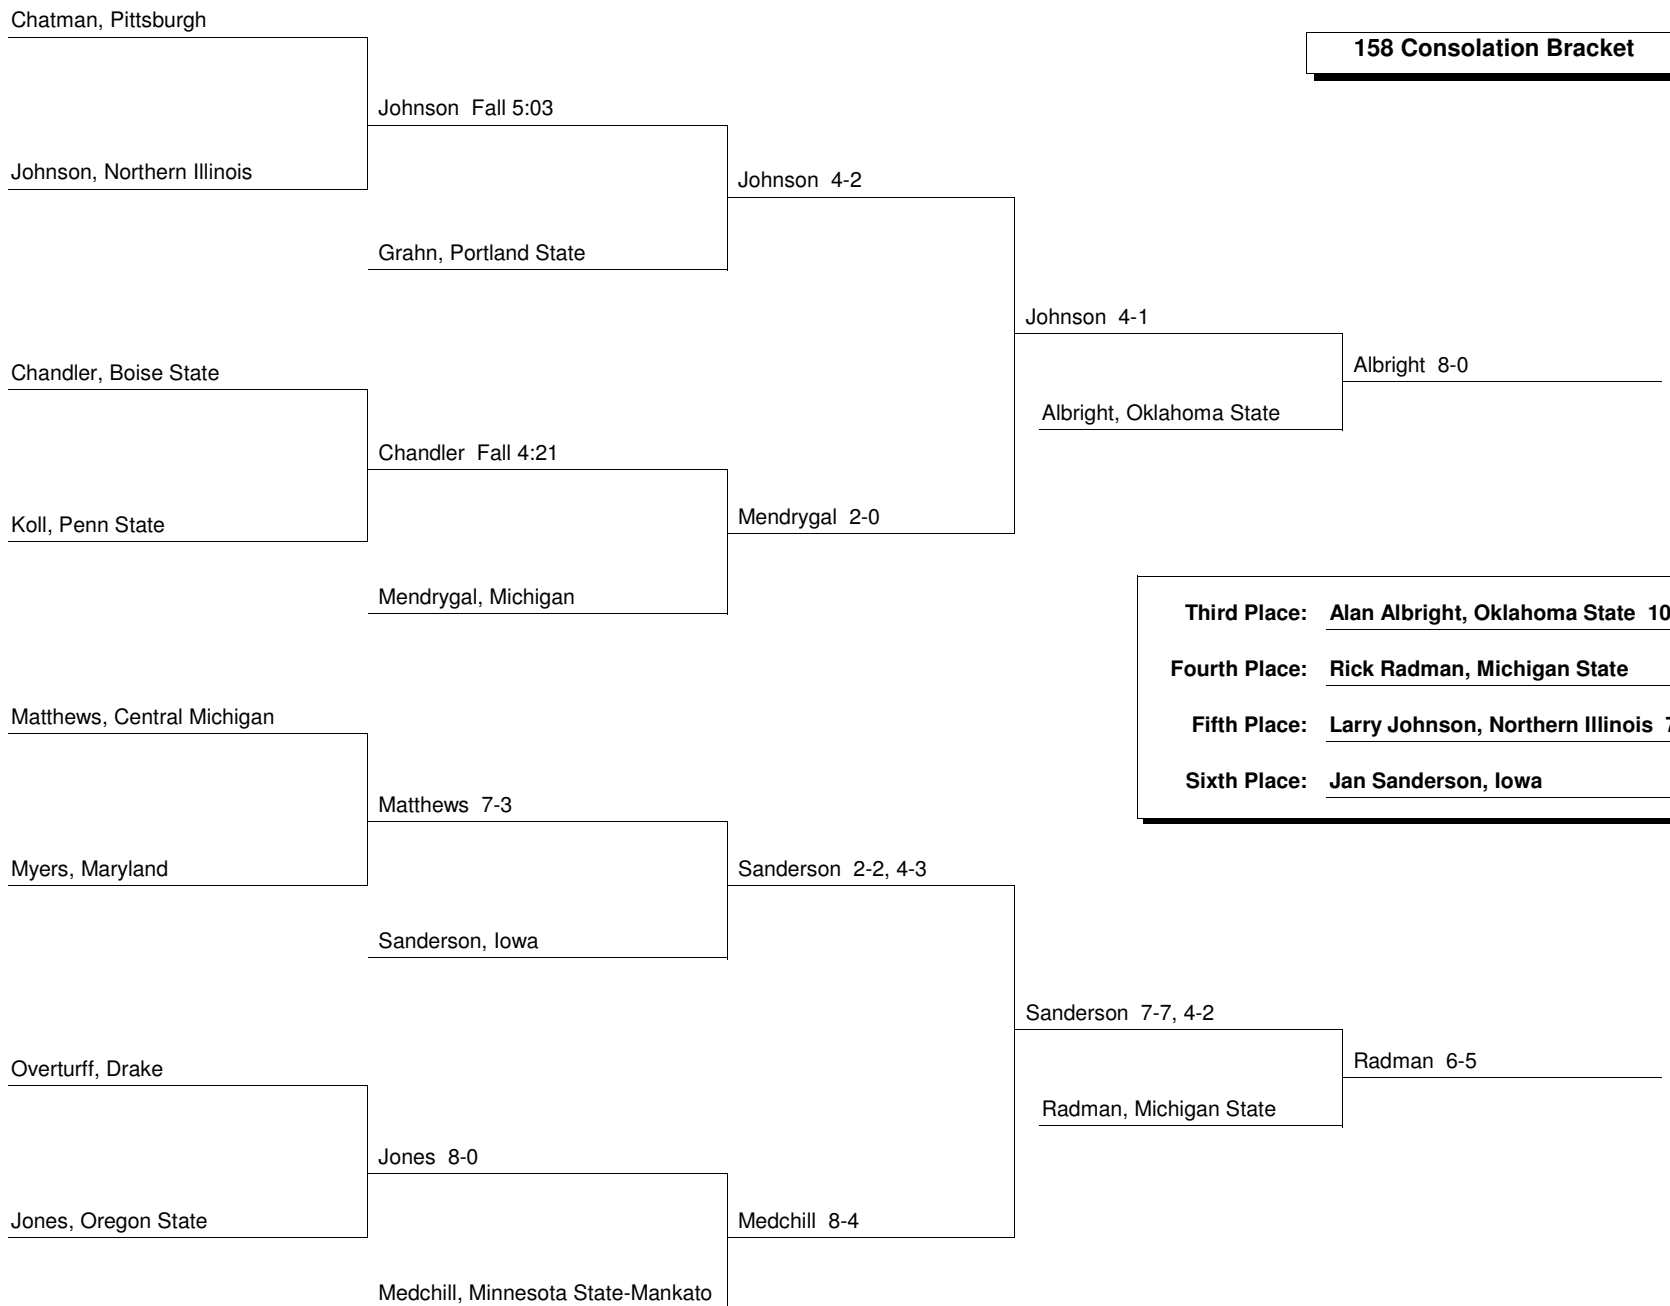 Chatman, Pittsburgh
158 Consolation Bracket
Johnson Fall 5:03
Johnson, Northern Illinois
Johnson 4-2
Grahn, Portland State
Johnson 4-1
Chandler, Boise State
Albright 8-0
Albright, Oklahoma State
Chandler Fall 4:21
Koll, Penn State
Mendrygal 2-0
Mendrygal, Michigan
Third Place: Alan Albright, Oklahoma State 10
Fourth Place: Rick Radman, Michigan State
Matthews, Central Michigan
Fifth Place: Larry Johnson, Northern Illinois 7
Sixth Place: Jan Sanderson, Iowa
Matthews 7-3
Myers, Maryland
Sanderson 2-2, 4-3
Sanderson, Iowa
Sanderson 7-7, 4-2
Overturff, Drake
Radman 6-5
Radman, Michigan State
Jones 8-0
Jones, Oregon State
Medchill 8-4
Medchill, Minnesota State-Mankato